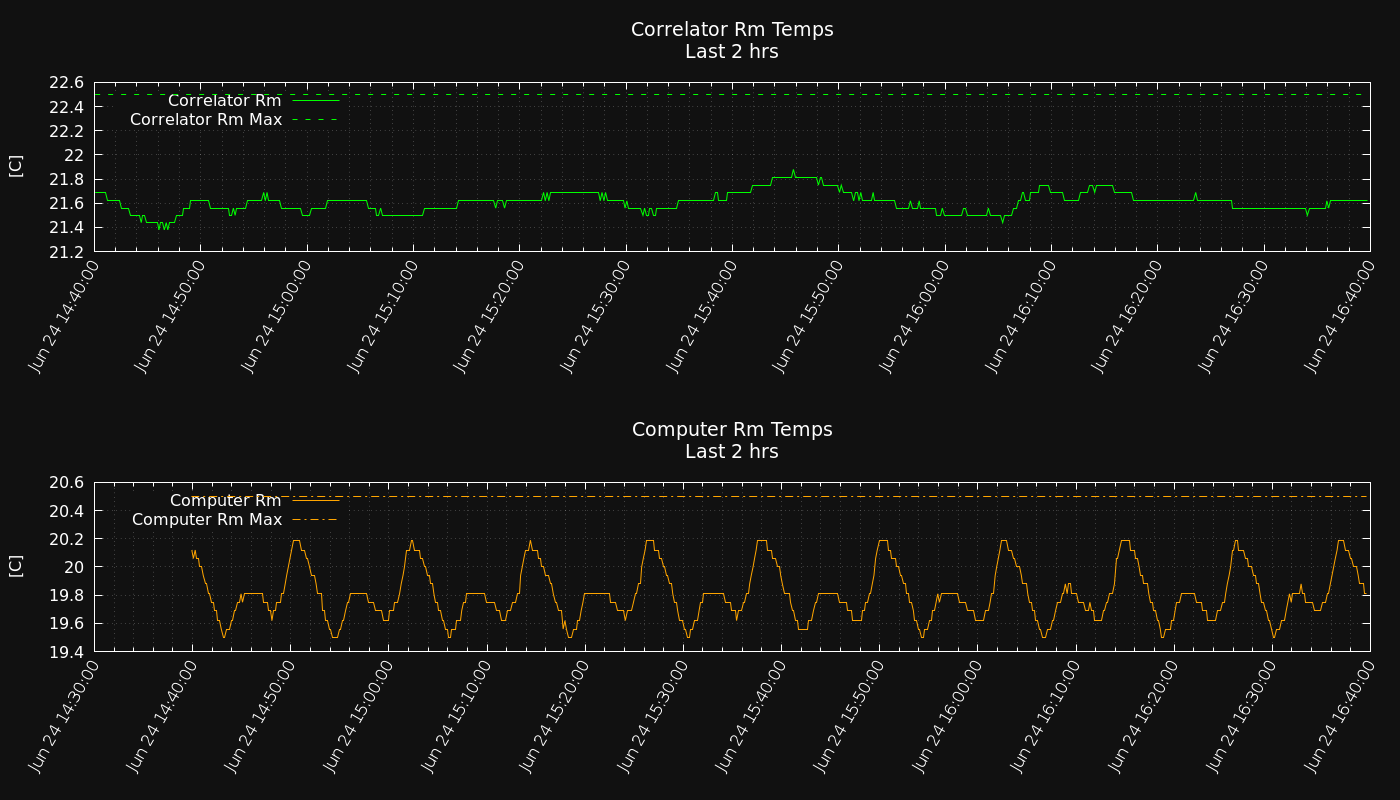 Correlator Rm Temps
Last 2 hrs
22.6
22.4
22.2
22
21.8
21.6
21.4
21.2
[C]
Correlator Rm
Correlator Rm Max
Jun 24 14:40:00
Jun 24 14:50:00
Jun 24 15:00:00
Jun 24 15:10:00
Jun 24 15:20:00
Jun 24 15:30:00
Jun 24 15:40:00
Jun 24 15:50:00
Jun 24 16:00:00
Jun 24 16:10:00
Jun 24 16:20:00
Jun 24 16:30:00
Jun 24 16:40:00
Computer Rm Temps
Last 2 hrs
20.6
20.4
20.2
20
19.8
19.6
19.4
[C]
Computer Rm
Computer Rm Max
Jun 24 14:30:00
Jun 24 14:40:00
Jun 24 14:50:00
Jun 24 15:00:00
Jun 24 15:10:00
Jun 24 15:20:00
Jun 24 15:30:00
Jun 24 15:40:00
Jun 24 15:50:00
Jun 24 16:00:00
Jun 24 16:10:00
Jun 24 16:20:00
Jun 24 16:30:00
Jun 24 16:40:00